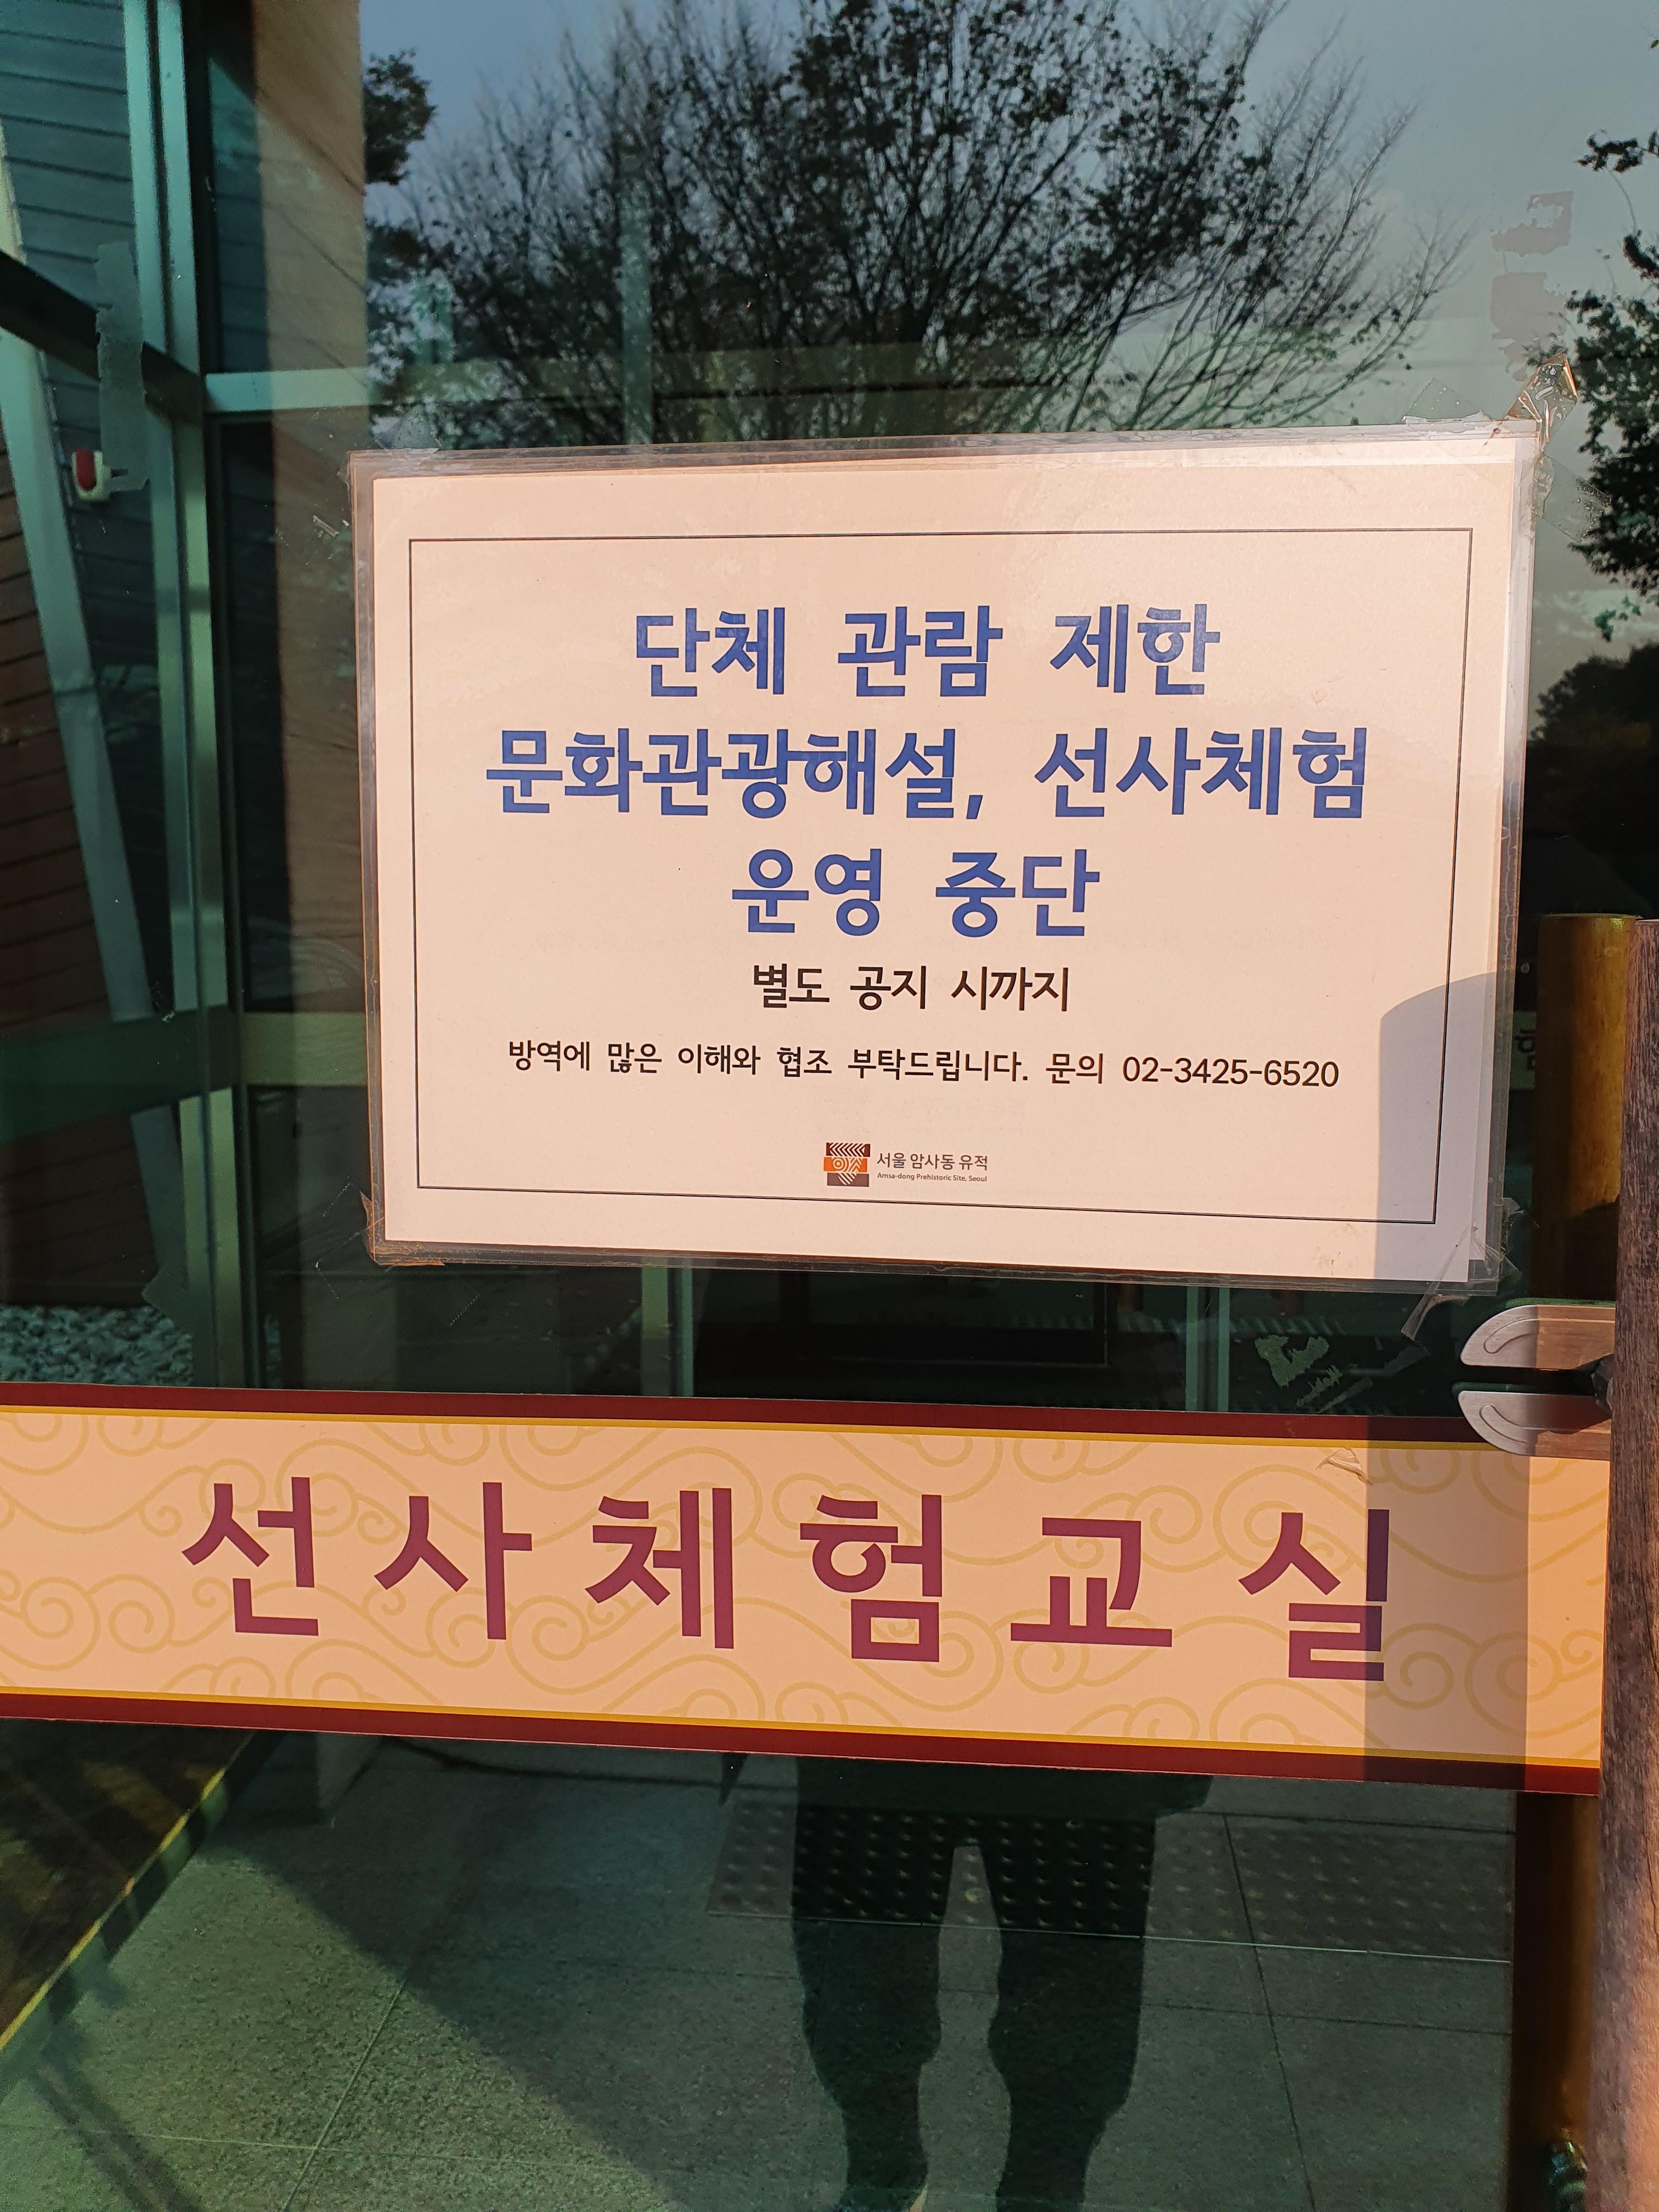 단체 관람 제한
문화관광해설, 선사체험
운영 중단
별도 공지 시까지
방역에 많은 이해와 협조 부탁드립니다. 문의 02-3425-6520
서울 암사동 유적
Amsa-dong Prehistoric Site, Seoul
선사체험교실